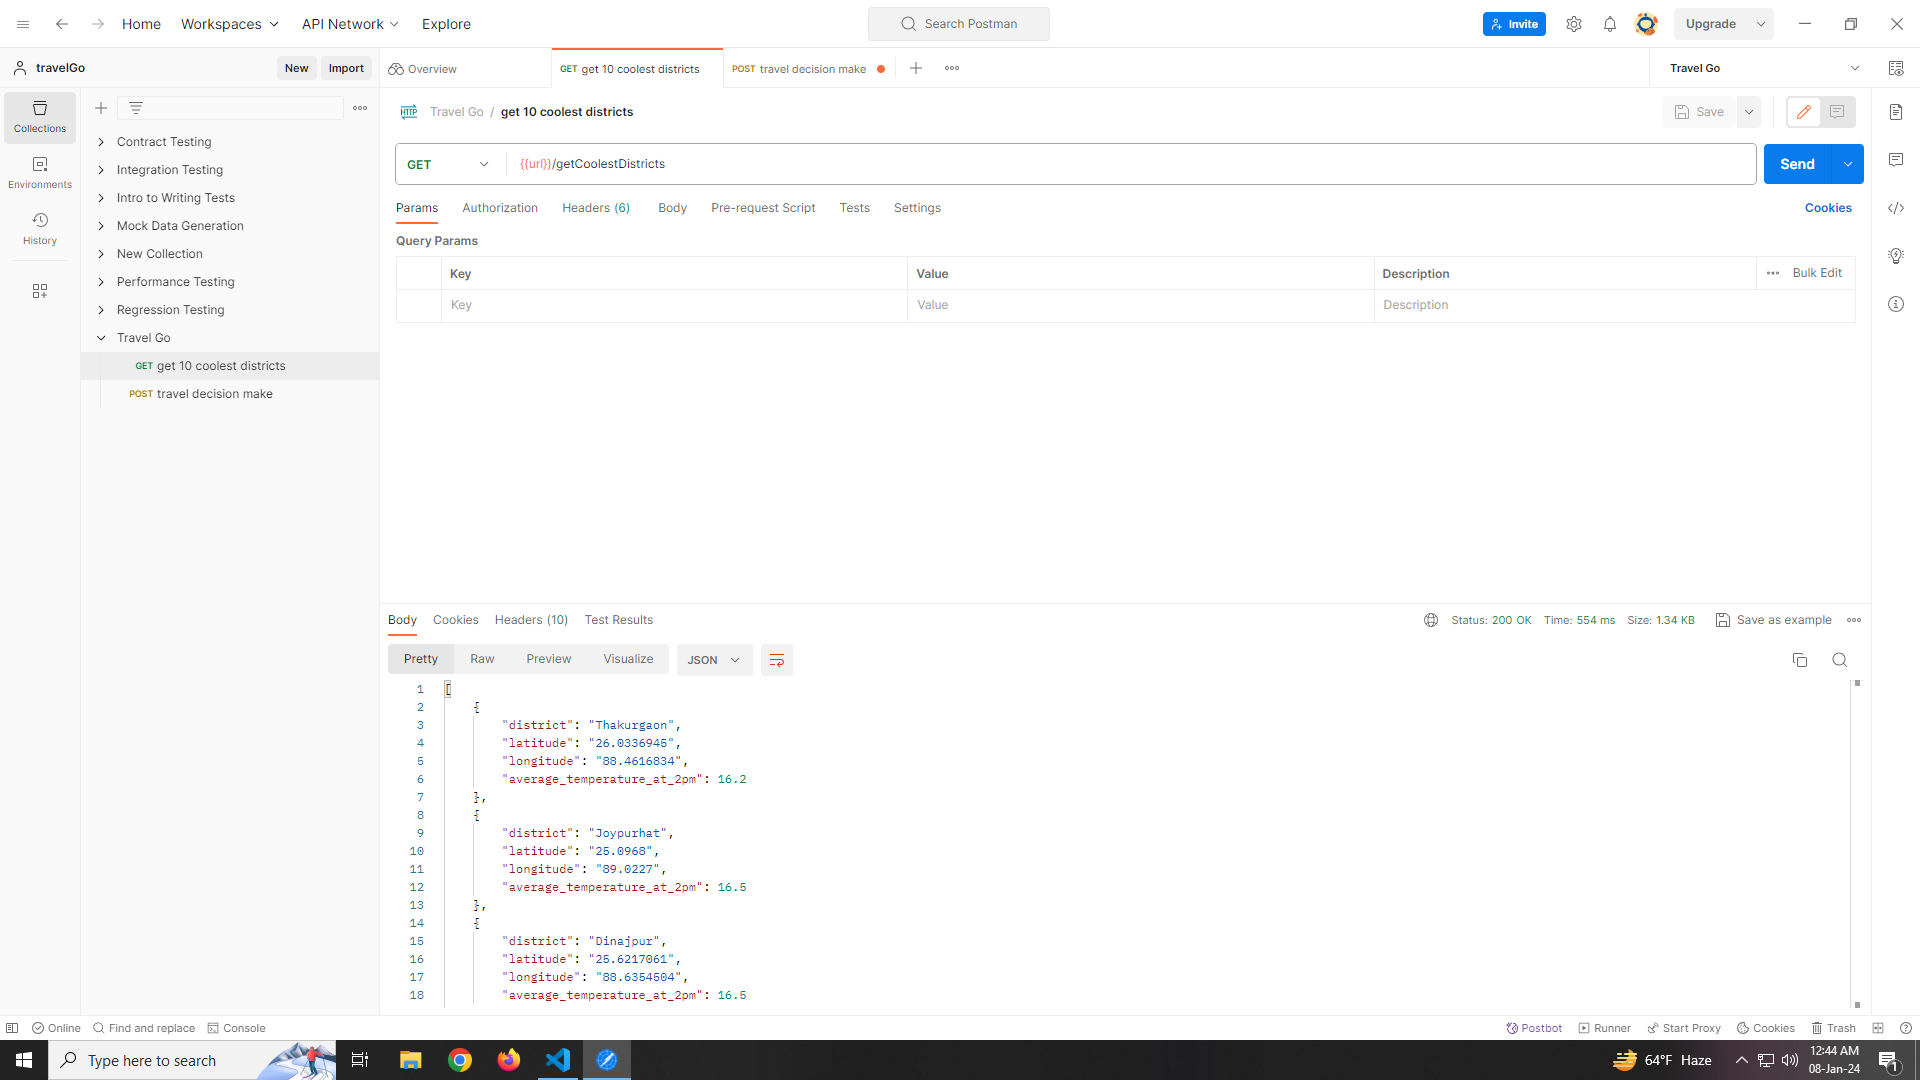 Home
Workspaces
API Network
Explore
Search Postman
Invite
Upgrade
travelGo
New
Import
Overview
GET get 10 coolest districts
POST travel decision make
Travel Go
Collections
Environments
History
Contract Testing
Integration Testing
Intro to Writing Tests
Mock Data Generation
New Collection
Performance Testing
Regression Testing
Travel Go
GET get 10 coolest districts
POST travel decision make
HTTP
Travel Go / get 10 coolest districts
Save
GET
{{url}}/getCoolestDistricts
Send
Params
Authorization
Headers (6)
Body
Pre-request Script
Tests
Settings
Cookies
Query Params
Key
Value
Description
Bulk Edit
Key
Value
Description
Body
Cookies
Headers (10)
Test Results
Status: 200 OK
Time: 554 ms
Size: 1.34 KB
Save as example
Pretty
Raw
Preview
Visualize
JSON
1 [
2 {
3 "district": "Thakurgaon",
4 "latitude": "26.0336945",
5 "longitude": "88.4616834",
6 "average_temperature_at_2pm": 16.2
7 },
8 {
9 "district": "Joypurhat",
10 "latitude": "25.0968",
11 "longitude": "89.0227",
12 "average_temperature_at_2pm": 16.5
13 },
14 {
15 "district": "Dinajpur",
16 "latitude": "25.6217061",
17 "longitude": "88.6354504",
18 "average_temperature_at_2pm": 16.5
Online
Find and replace
Console
Postbot
Runner
Start Proxy
Cookies
Trash
Type here to search
64°F Haze
12:44 AM
08-Jan-24
1